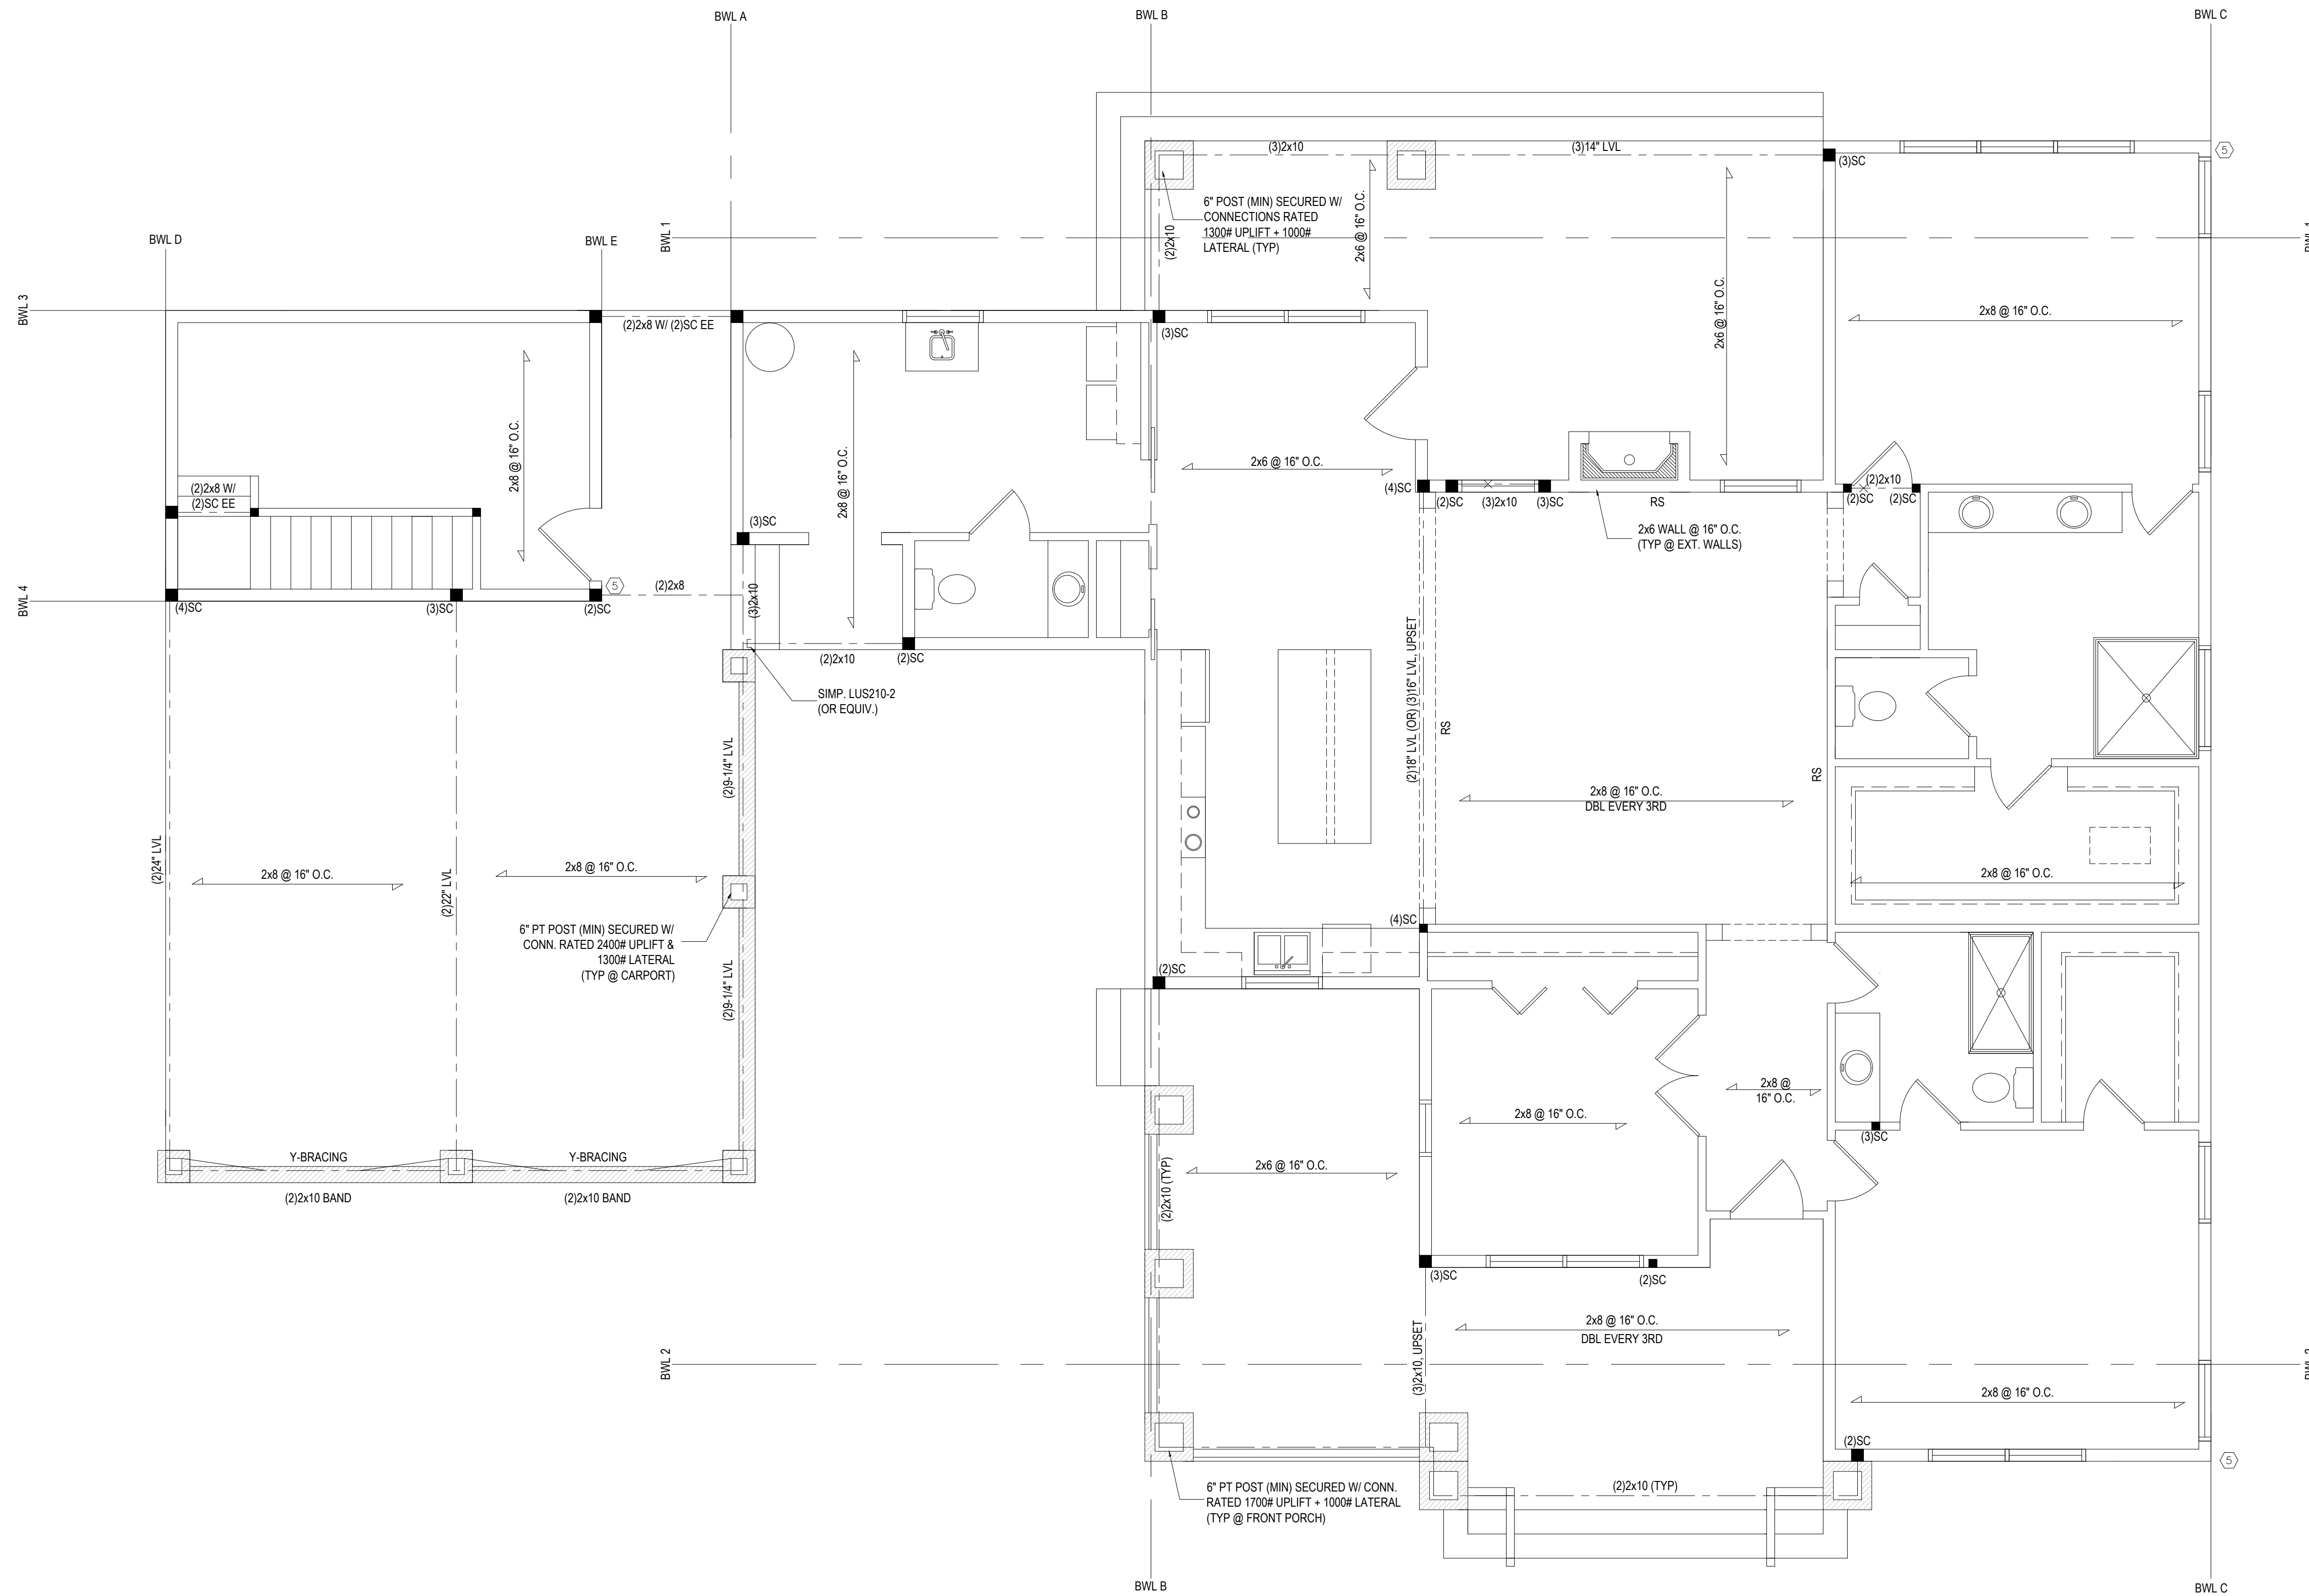 BWL A
BWL B
BWL C
(3)2x10
(3)14" LVL
(3)SC
5
6" POST (MIN) SECURED W/
CONNECTIONS RATED
1300# UPLIFT + 1000#
LATERAL (TYP)
(2)2x10
2x6 @ 16" O.C.
BWL D
BWL E
BWL 1
BWL 1
2x6 @ 16" O.C.
2x8 @ 16" O.C.
BWL 3
(2)2x8 W/ (2)SC EE
(3)SC
2x8 @ 16" O.C.
2x8 @ 16" O.C.
2x6 @ 16" O.C.
(2)2x8 W/
(2)SC EE
(4)SC
(2)SC
(3)2x10
(3)SC
RS
(2)2x10
(2)SC
(2)SC
(3)SC
2x6 WALL @ 16" O.C.
(TYP @ EXT. WALLS)
BWL 4
(4)SC
(3)SC
(2)SC
5
(2)2x8
(3)2x10
(2)2x10
(2)SC
SIMP. LUS210-2
(OR EQUIV.)
(2)18" LVL (OR) (3)16" LVL, UPSET
RS
RS
(2)9-1/4" LVL
2x8 @ 16" O.C.
DBL EVERY 3RD
(2)24" LVL
2x8 @ 16" O.C.
(2)22" LVL
2x8 @ 16" O.C.
2x8 @ 16" O.C.
6" PT POST (MIN) SECURED W/
CONN. RATED 2400# UPLIFT &
1300# LATERAL
(TYP @ CARPORT)
(2)9-1/4" LVL
(4)SC
(2)SC
2x8 @
16" O.C.
2x8 @ 16" O.C.
(3)SC
Y-BRACING
Y-BRACING
(2)2x10 BAND
(2)2x10 BAND
(2)2x10 (TYP)
2x6 @ 16" O.C.
(3)SC
(2)SC
2x8 @ 16" O.C.
DBL EVERY 3RD
BWL 2
BWL 2
(3)2x10, UPSET
2x8 @ 16" O.C.
(2)SC
5
6" PT POST (MIN) SECURED W/ CONN.
RATED 1700# UPLIFT + 1000# LATERAL
(TYP @ FRONT PORCH)
(2)2x10 (TYP)
BWL B
BWL C